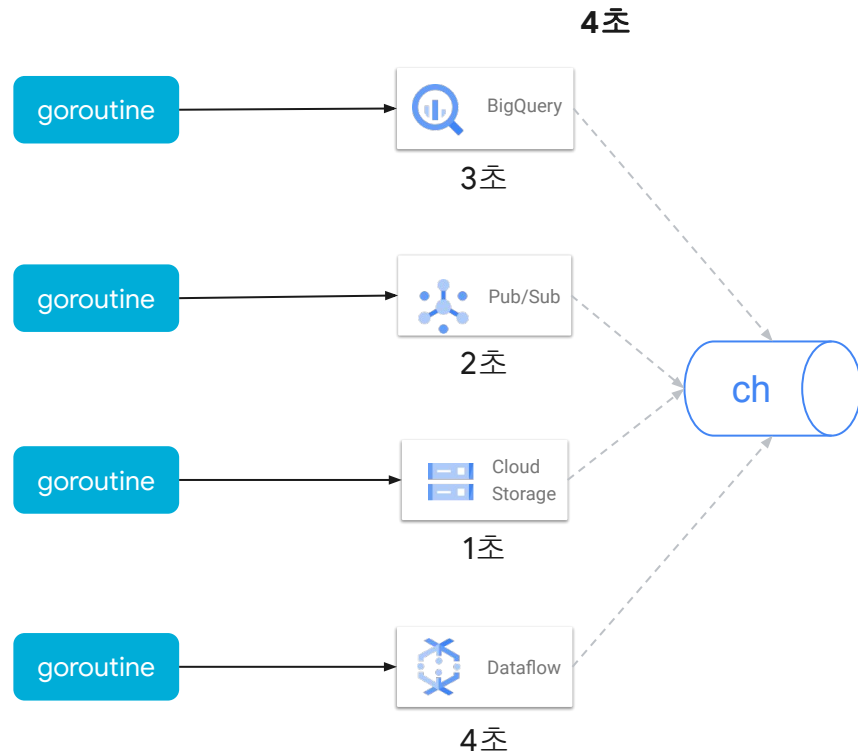 4초
goroutine
BigQuery
3초
goroutine
Pub/Sub
2초
ch
goroutine
Cloud
Storage
1초
goroutine
Dataflow
4초